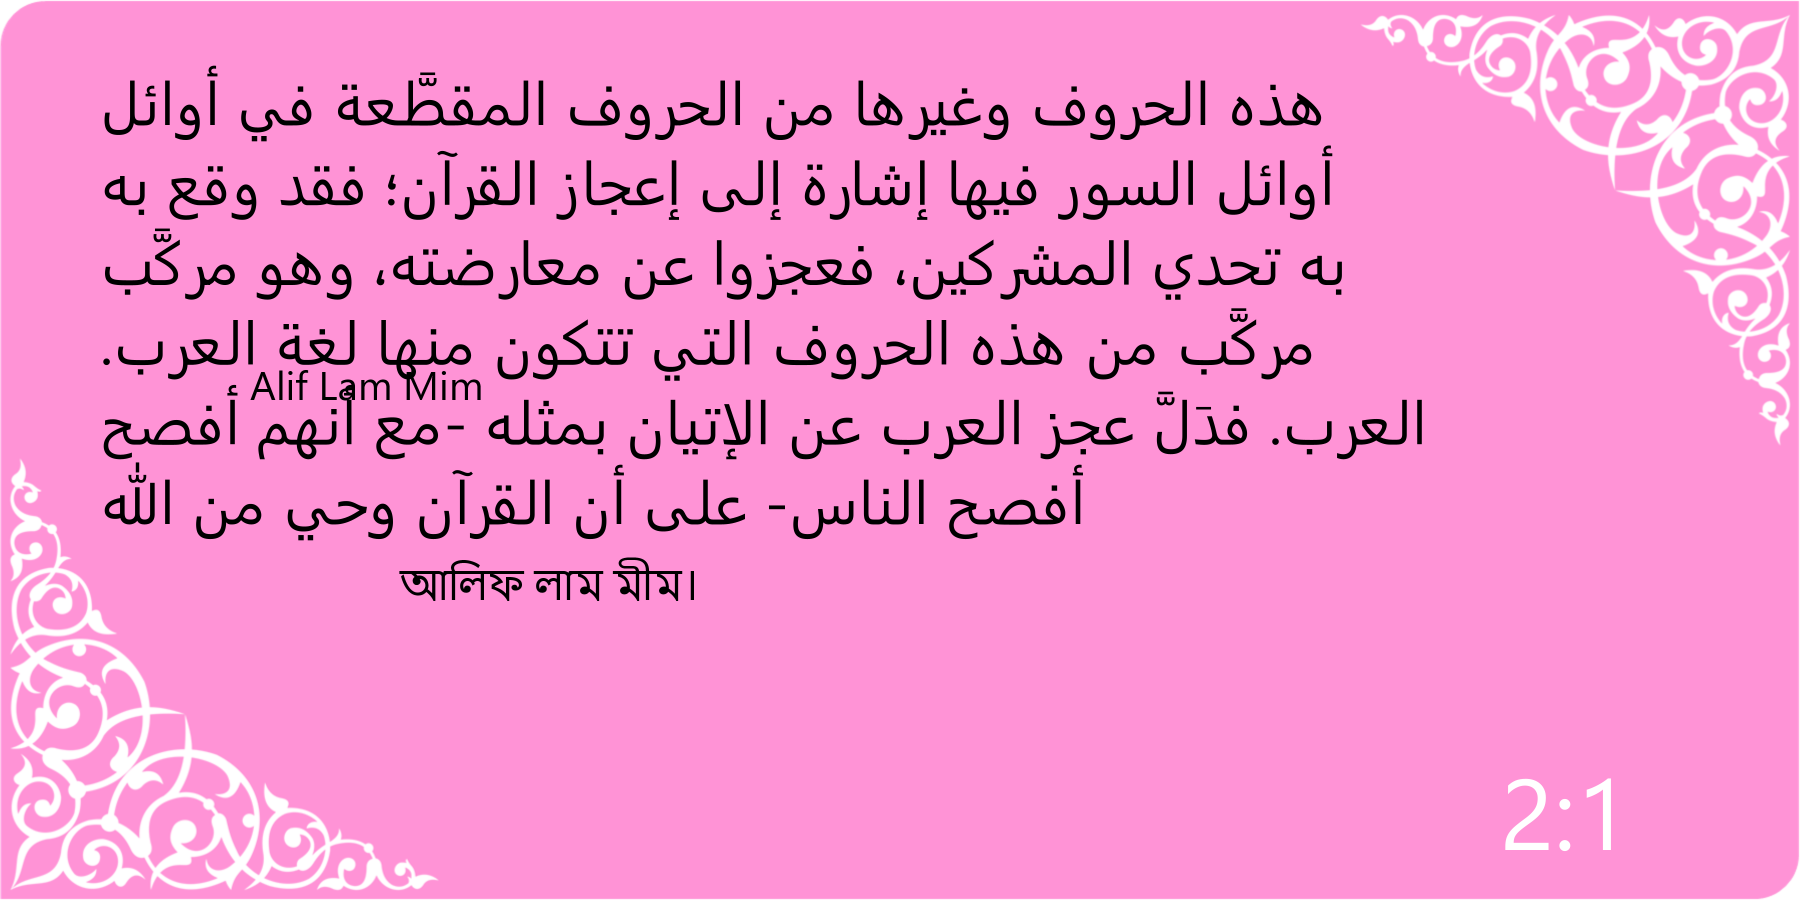 هذه الحروف وغيرها من الحروف المقطَّعة في أوائل
أوائل السور فيها إشارة إلى إعجاز القرآن؛ فقد وقع به
به تحدي المشركين، فعجزوا عن معارضته، وهو مركَّب
مركَّب من هذه الحروف التي تتكون منها لغة العرب.
Alif Lam Mim
العرب. فدَلَّ عجز العرب عن الإتيان بمثله -مع أنهم أفصح
أفصح الناس- على أن القرآن وحي من الله
আলিফ লাম মীম।
2:1